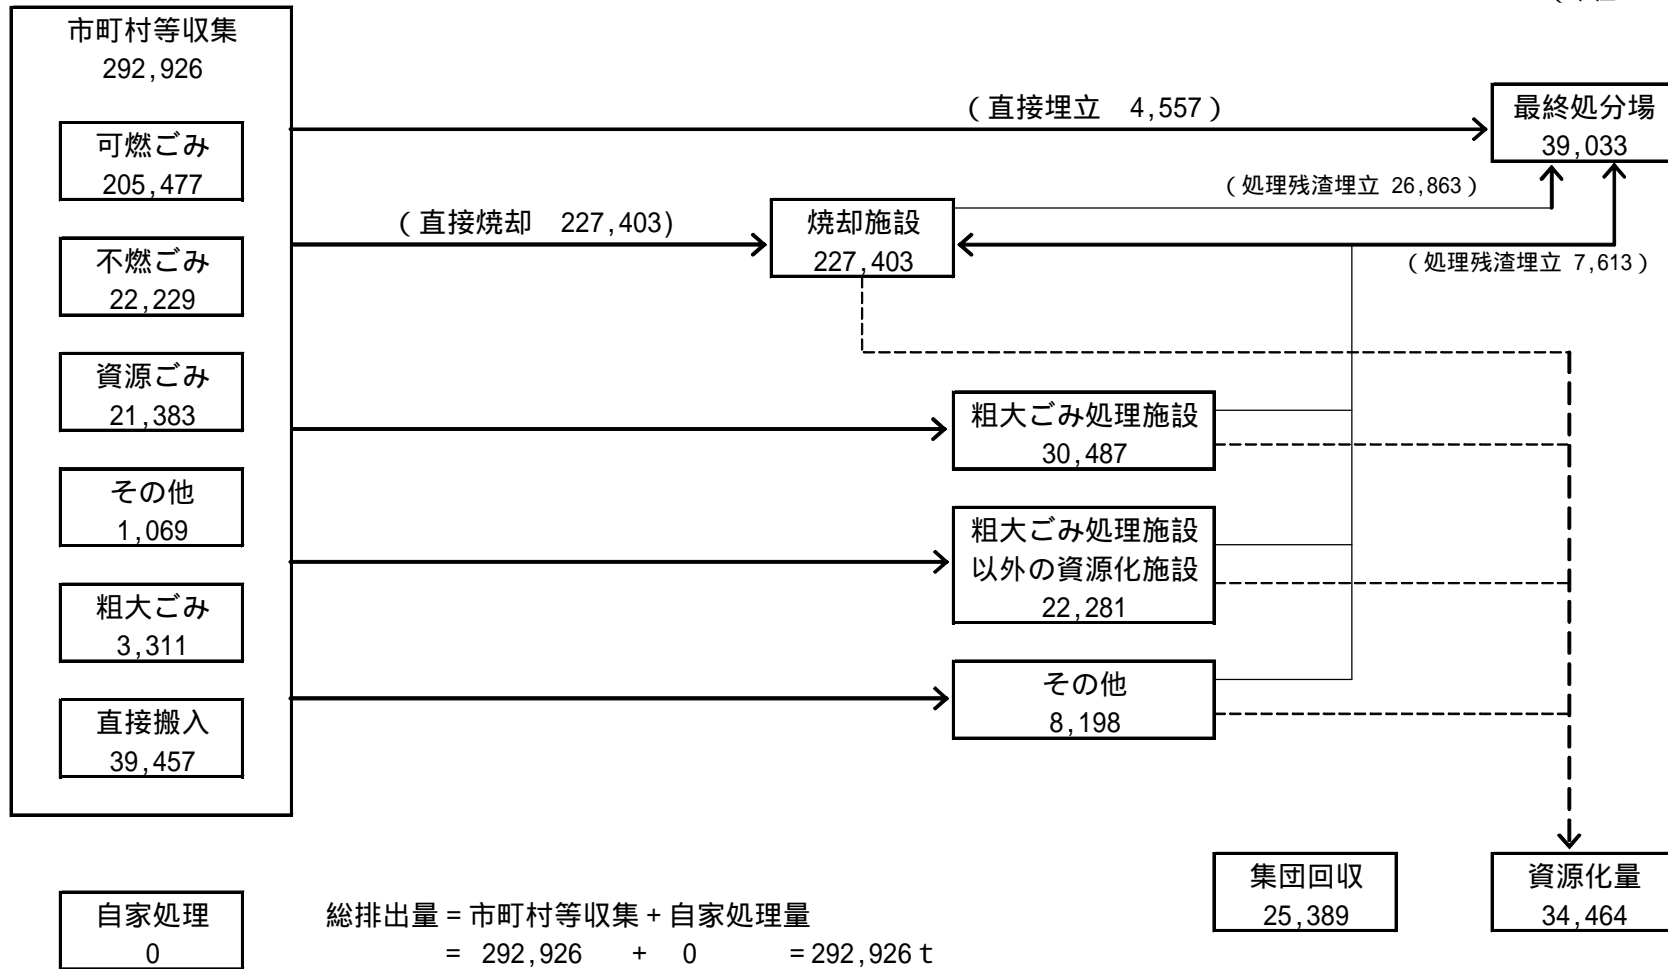 市町村等収集
292,926
可燃ごみ
205,477
不燃ごみ
22,229
資源ごみ
21,383
その他
1,069
粗大ごみ
3,311
直接搬入
39,457
(直接埋立 4,557)
最終処分場
39,033
(処理残渣埋立 26,863)
(直接焼却 227,403)
焼却施設
227,403
(処理残渣埋立 7,613)
粗大ごみ処理施設
30,487
粗大ごみ処理施設
以外の資源化施設
22,281
その他
8,198
集団回収
25,389
資源化量
34,464
自家処理
0
総排出量 = 市町村等収集 + 自家処理量
= 292,926 + 0 = 292,926 t